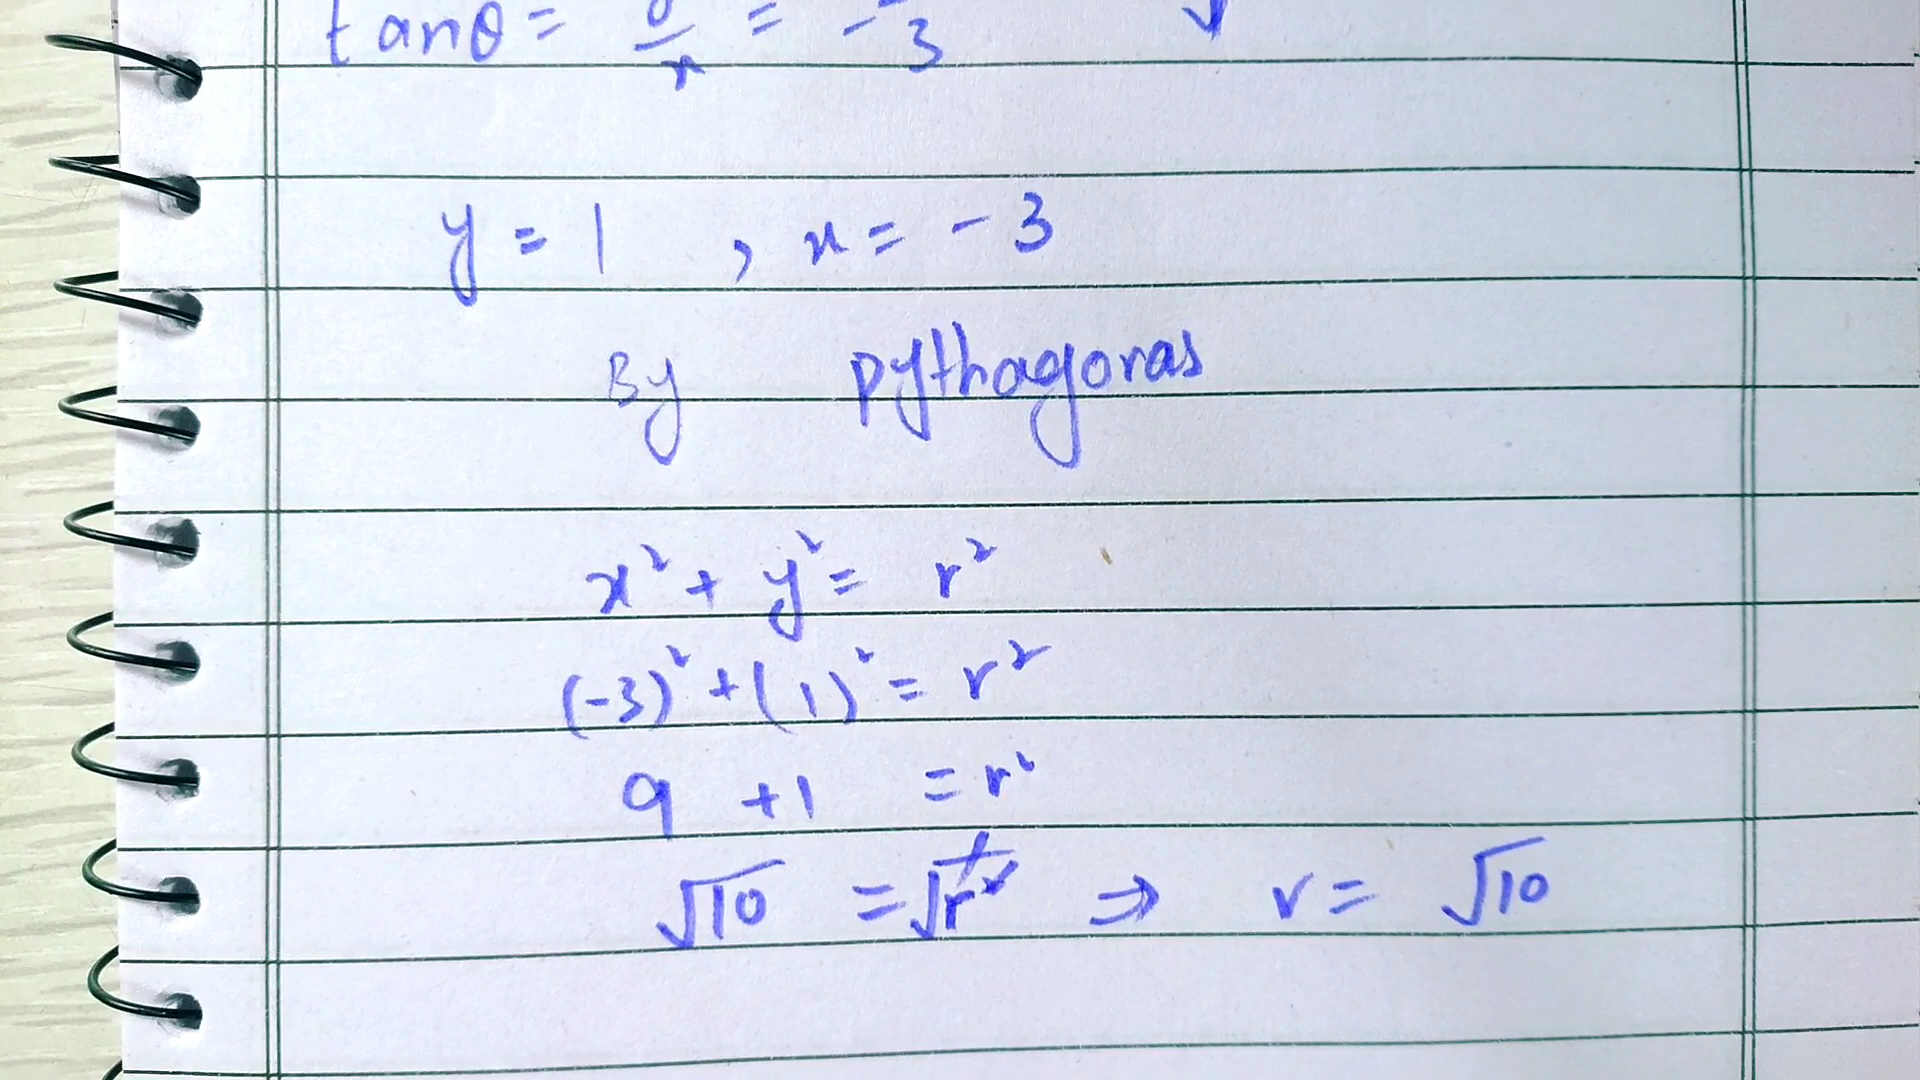 tanθ = y/x = -1/3
y = 1 , x = -3
By pythagoras
x² + y² = r²
(-3)² + (1)² = r²
9 +1 = r²
√10 = √r² ⇒ r = √10